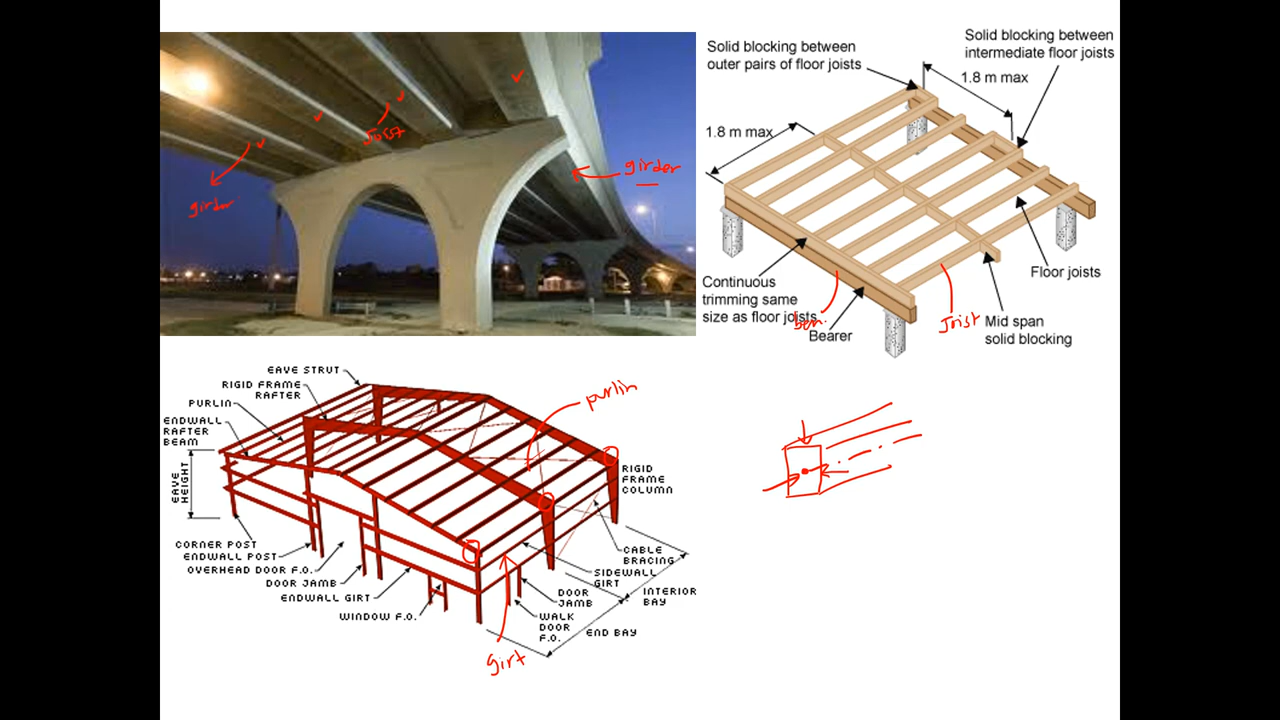 Joist
girder
girder
Solid blocking between
outer pairs of floor joists
Solid blocking between
intermediate floor joists
1.8 m max
1.8 m max
Floor joists
Continuous
trimming same
size as floor joists
Bearer
Joist
Mid span
solid blocking
EAVE STRUT
RIGID FRAME
RAFTER
PURLIN
ENDWALL
RAFTER
BEAM
EAVE
HEIGHT
purlin
RIGID
FRAME
COLUMN
CORNER POST
ENDWALL POST
OVERHEAD DOOR F.O.
DOOR JAMB
ENDWALL GIRT
WINDOW F.O.
CABLE
BRACING
SIDEWALL
GIRT
INTERIOR
BAY
DOOR
JAMB
WALK
DOOR
F.O.
END BAY
Girt